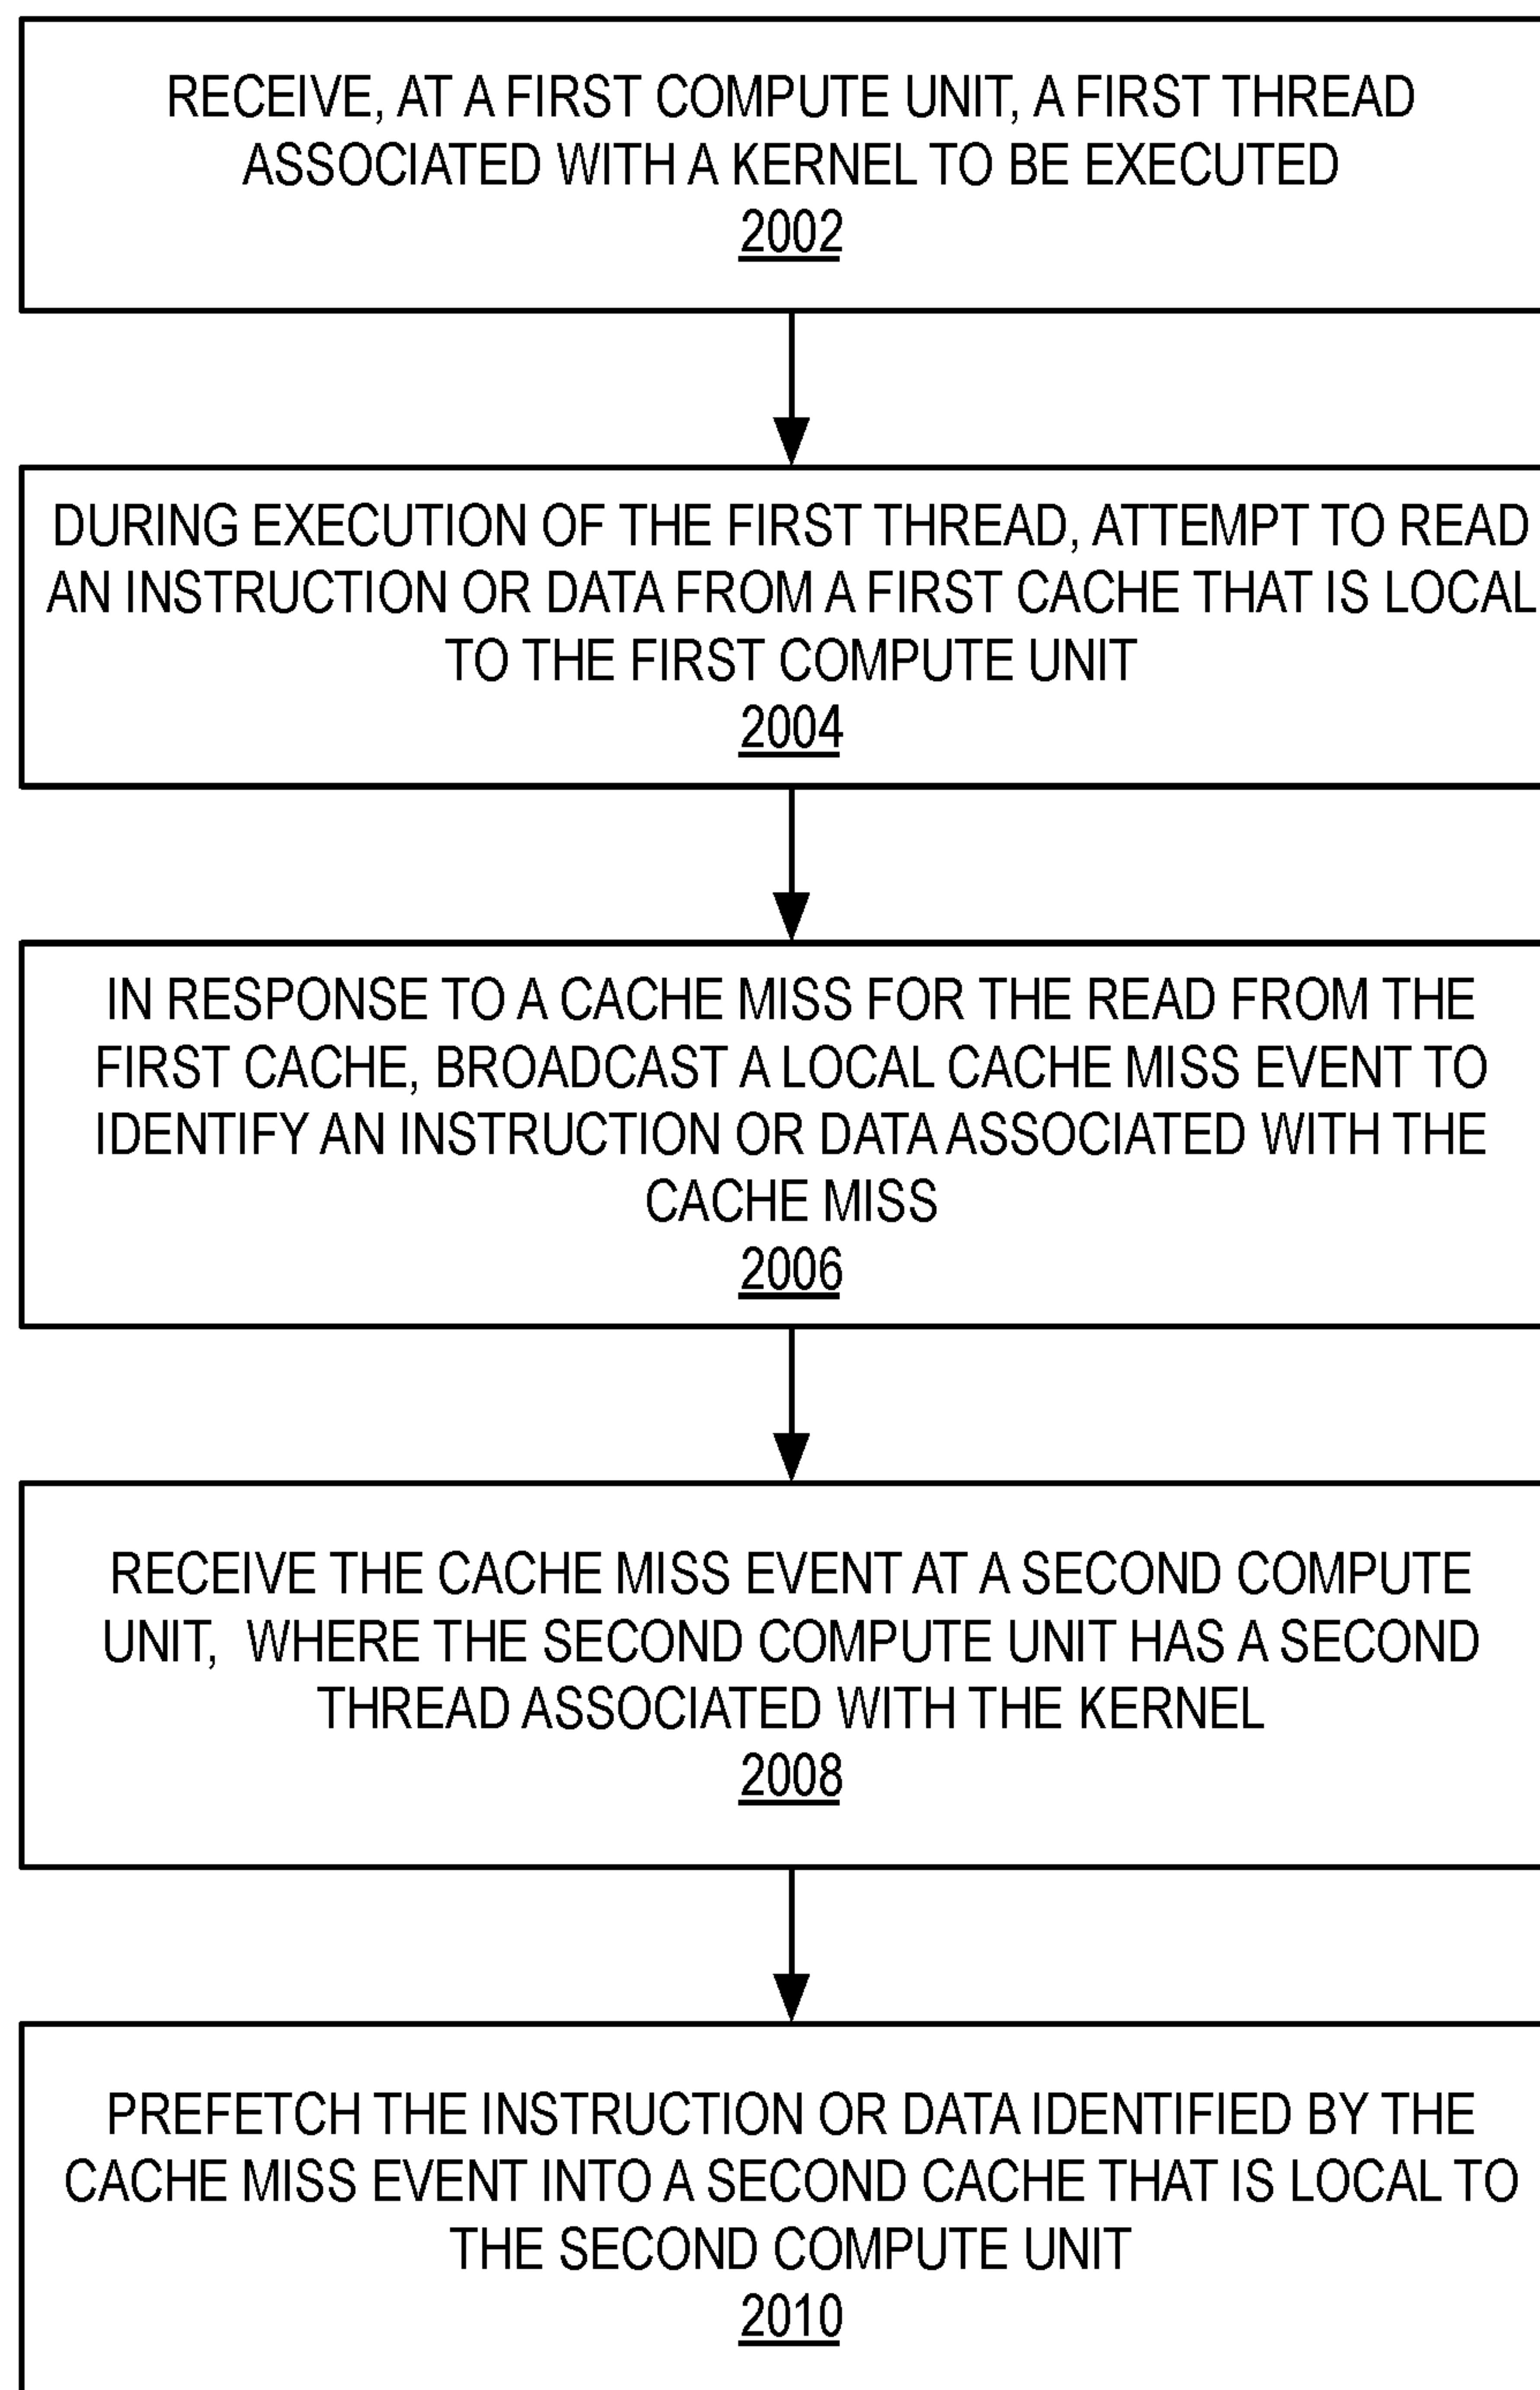 RECEIVE, AT A FIRST COMPUTE UNIT, A FIRST THREAD
ASSOCIATED WITH A KERNEL TO BE EXECUTED
2002
DURING EXECUTION OF THE FIRST THREAD, ATTEMPT TO READ
AN INSTRUCTION OR DATA FROM A FIRST CACHE THAT IS LOCAL
TO THE FIRST COMPUTE UNIT
2004
IN RESPONSE TO A CACHE MISS FOR THE READ FROM THE
FIRST CACHE, BROADCAST A LOCAL CACHE MISS EVENT TO
IDENTIFY AN INSTRUCTION OR DATA ASSOCIATED WITH THE
CACHE MISS
2006
RECEIVE THE CACHE MISS EVENT AT A SECOND COMPUTE
UNIT, WHERE THE SECOND COMPUTE UNIT HAS A SECOND
THREAD ASSOCIATED WITH THE KERNEL
2008
PREFETCH THE INSTRUCTION OR DATA IDENTIFIED BY THE
CACHE MISS EVENT INTO A SECOND CACHE THAT IS LOCAL TO
THE SECOND COMPUTE UNIT
2010